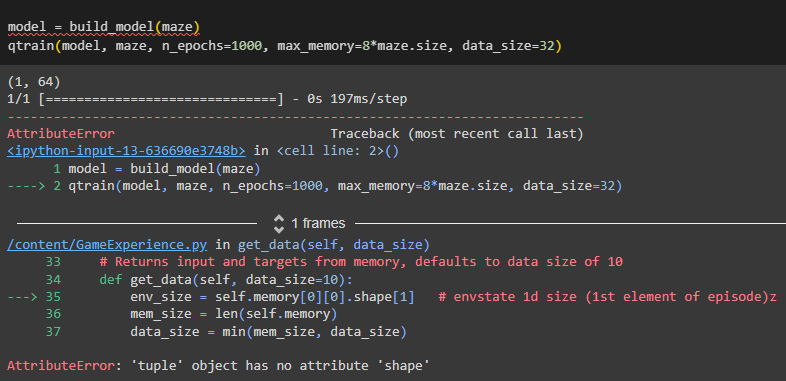 model = build_model(maze)
qtrain(model, maze, n_epochs=1000, max_memory=8*maze.size, data_size=32)
(1, 64)
1/1 [==============================] - 0s 197ms/step
---------------------------------------------------------------------------
AttributeError                            Traceback (most recent call last)
<ipython-input-13-636690e3748b> in <cell line: 2>()
      1 model = build_model(maze)
----> 2 qtrain(model, maze, n_epochs=1000, max_memory=8*maze.size, data_size=32)
1 frames
/content/GameExperience.py in get_data(self, data_size)
     33     # Returns input and targets from memory, defaults to data size of 10
     34     def get_data(self, data_size=10):
---> 35         env_size = self.memory[0][0].shape[1]   # envstate 1d size (1st element of episode)z
     36         mem_size = len(self.memory)
     37         data_size = min(mem_size, data_size)
AttributeError: 'tuple' object has no attribute 'shape'